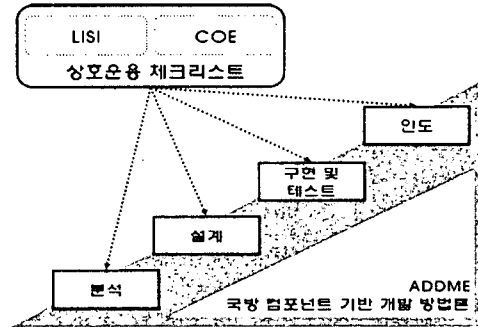 LISI
COE
상호운용 체크리스트
인도
구현 및
테스트
설계
분석
ADDME
국방 컴포넌트 기반 개발 방법론